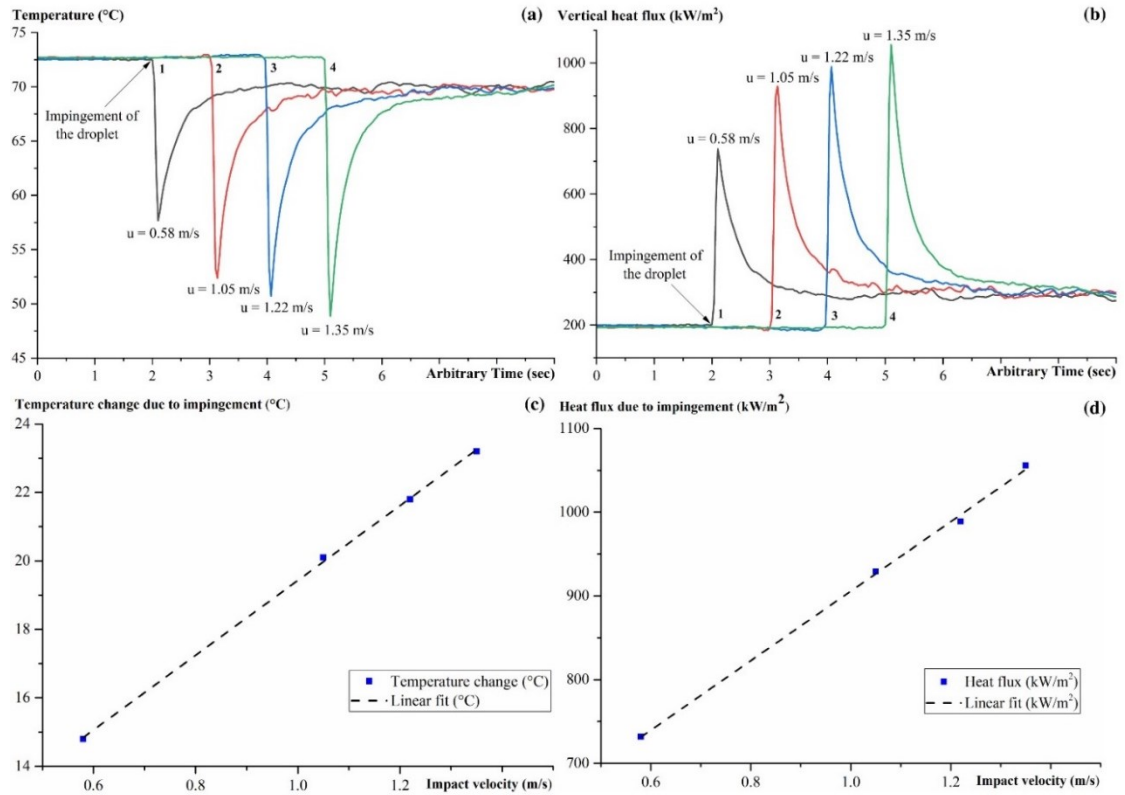 Temperature (°C)
(a)
75
70
65
60
55
50
45
1
2
3
4
Impingement of
the droplet
u = 0.58 m/s
u = 1.05 m/s
u = 1.22 m/s
u = 1.35 m/s
0
1
2
3
4
5
6
7
8
9
Arbitrary Time (sec)
Vertical heat flux (kW/m²)
(b)
1000
800
600
400
200
u = 0.58 m/s
u = 1.05 m/s
u = 1.22 m/s
u = 1.35 m/s
Impingement of
the droplet
1
2
3
4
0
1
2
3
4
5
6
7
8
9
Arbitrary Time (sec)
Temperature change due to impingement (°C)
(c)
24
22
20
18
16
14
Temperature change (°C)
Linear fit (°C)
0.6
0.8
1.0
1.2
Impact velocity (m/s)
Heat flux due to impingement (kW/m²)
(d)
1100
1000
900
800
700
Heat flux (kW/m²)
Linear fit (kW/m²)
0.6
0.8
1.0
1.2
Impact velocity (m/s)